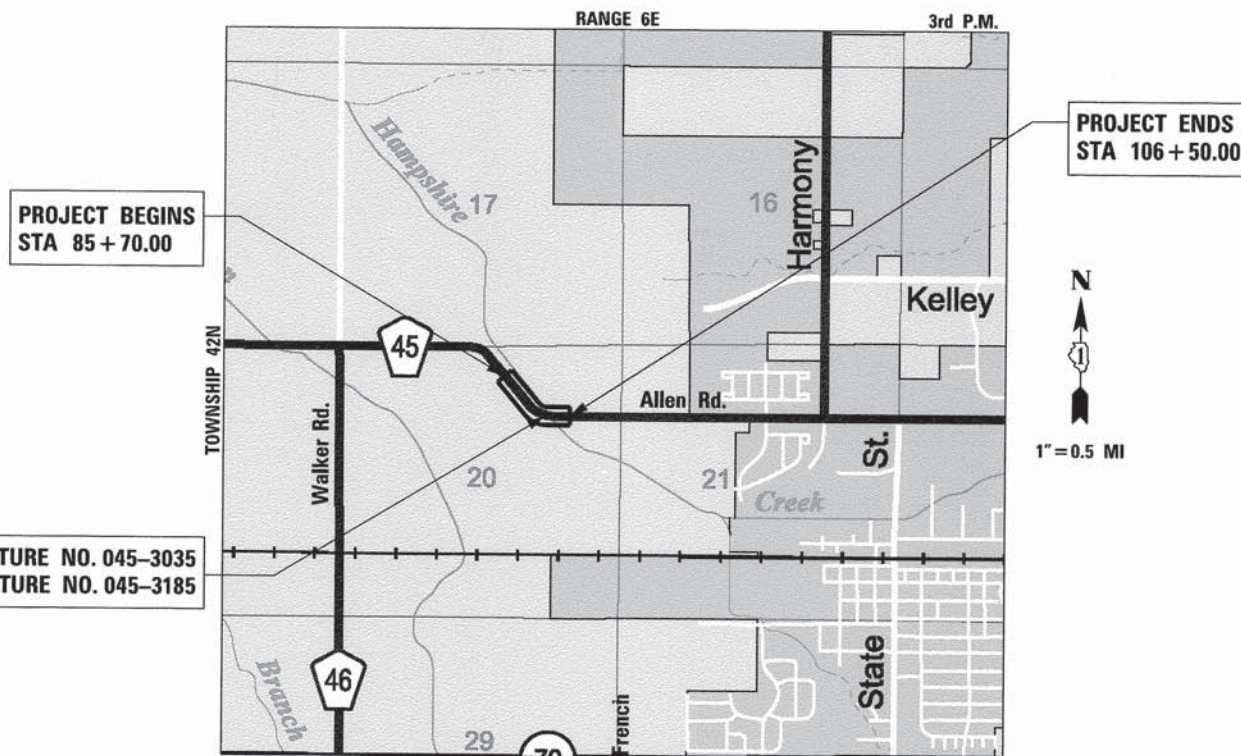 RANGE 6E
3rd P.M.
PROJECT ENDS
STA 106+50.00
Hampshire
17
16
Harmony
PROJECT BEGINS
STA 85+70.00
Kelley
N
1
1"=0.5 MI
TOWNSHIP 42N
45
Allen Rd.
Walker Rd.
20
21
St.
Creek
TURE NO. 045–3035
TURE NO. 045–3185
46
Branch
29
French
State